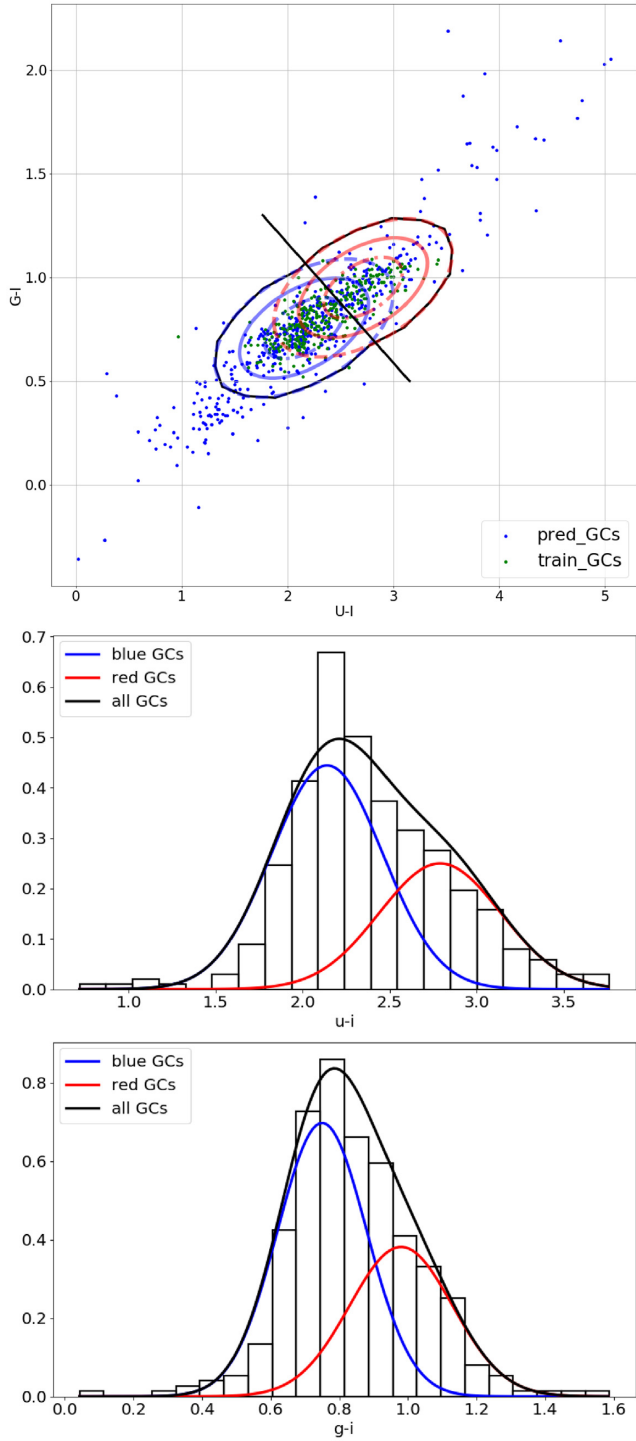 2.0
1.5
1.0
0.5
0.0
G-I
pred_GCs
train_GCs
0 1 2 3 4 5
U-I
0.7
0.6
0.5
0.4
0.3
0.2
0.1
0.0
blue GCs
red GCs
all GCs
1.0 1.5 2.0 2.5 3.0 3.5
u-i
0.8
0.6
0.4
0.2
0.0
blue GCs
red GCs
all GCs
0.0 0.2 0.4 0.6 0.8 1.0 1.2 1.4 1.6
g-i